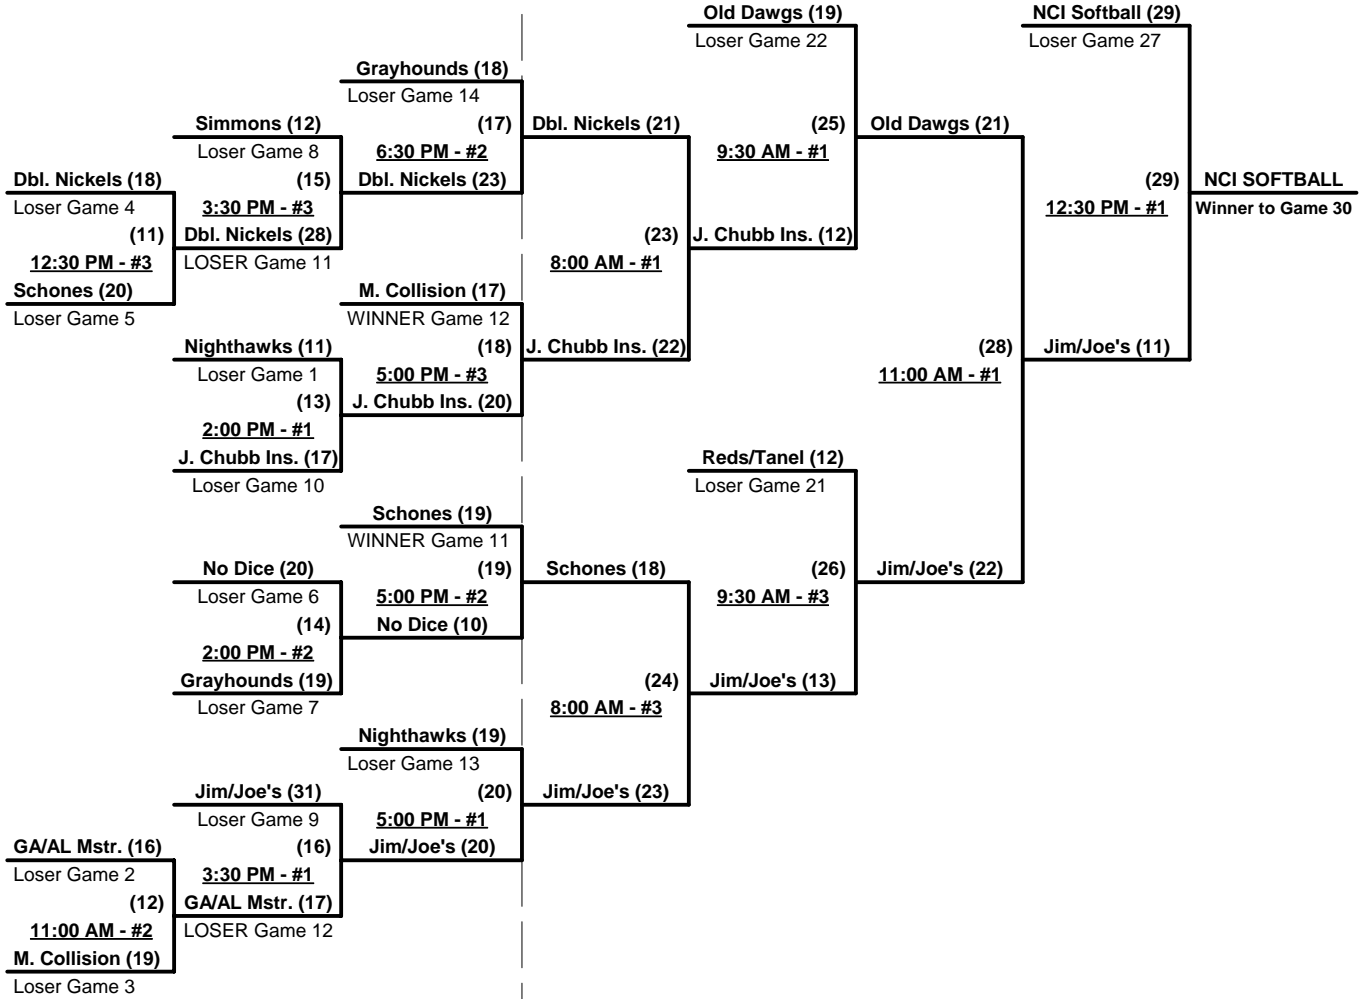 Old Dawgs (19)
Loser Game 22
NCI Softball (29)
Loser Game 27
Grayhounds (18)
Loser Game 14
Simmons (12)
Loser Game 8
(17)
6:30 PM - #2
Dbl. Nickels (21)
(25)
9:30 AM - #1
Old Dawgs (21)
Dbl. Nickels (18)
Loser Game 4
(15)
3:30 PM - #3
Dbl. Nickels (23)
(29)
12:30 PM - #1
NCI SOFTBALL
Winner to Game 30
(11)
12:30 PM - #3
Dbl. Nickels (28)
LOSER Game 11
(23)
8:00 AM - #1
J. Chubb Ins. (12)
Schones (20)
Loser Game 5
M. Collision (17)
WINNER Game 12
Nighthawks (11)
Loser Game 1
(18)
5:00 PM - #3
J. Chubb Ins. (22)
(28)
11:00 AM - #1
Jim/Joe's (11)
(13)
2:00 PM - #1
J. Chubb Ins. (20)
J. Chubb Ins. (17)
Loser Game 10
Reds/Tanel (12)
Loser Game 21
Schones (19)
WINNER Game 11
No Dice (20)
Loser Game 6
(19)
5:00 PM - #2
Schones (18)
(26)
9:30 AM - #3
Jim/Joe's (22)
(14)
2:00 PM - #2
No Dice (10)
Grayhounds (19)
Loser Game 7
(24)
8:00 AM - #3
Jim/Joe's (13)
Nighthawks (19)
Loser Game 13
Jim/Joe's (31)
Loser Game 9
(20)
5:00 PM - #1
Jim/Joe's (23)
GA/AL Mstr. (16)
Loser Game 2
(16)
3:30 PM - #1
Jim/Joe's (20)
(12)
11:00 AM - #2
GA/AL Mstr. (17)
LOSER Game 12
M. Collision (19)
Loser Game 3